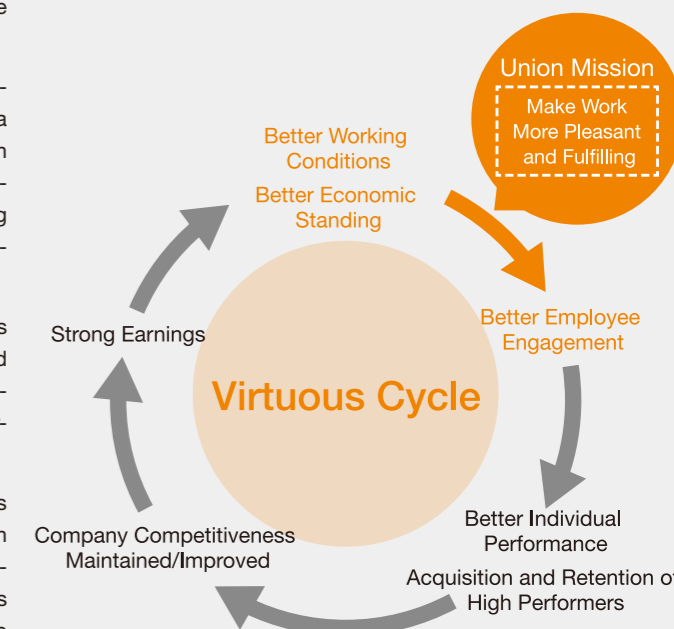 Union Mission
Make Work
More Pleasant
and Fulfilling
Better Working
Conditions
Better Economic
Standing
Better Employee
Engagement
Strong Earnings
Virtuous Cycle
Better Individual
Performance
Company Competitiveness
Maintained/Improved
Acquisition and Retention of
High Performers